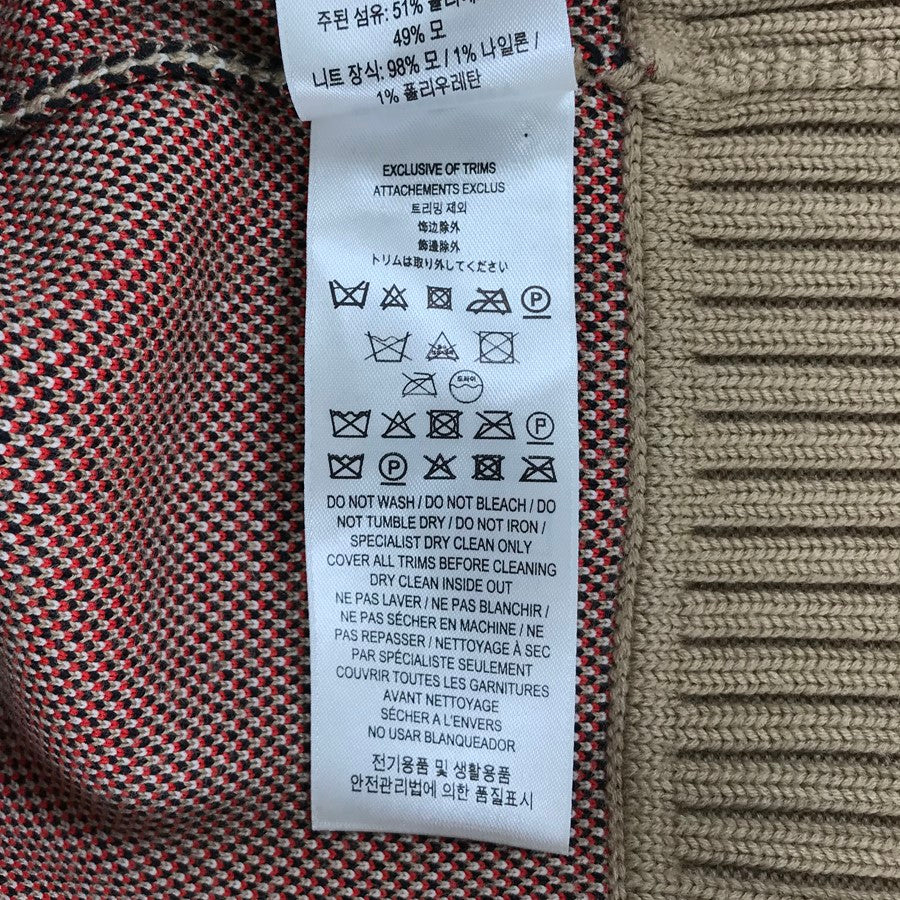 주된 섬유: 51%
49% 모
니트 장식: 98% 모 / 1% 나일론 /
1% 폴리우레탄
EXCLUSIVE OF TRIMS
ATTACHEMENTS EXCLUS
트리밍 제외
饰边除外
飾邊除外
トリムは取り外してください
P
드라이
P
P
DO NOT WASH / DO NOT BLEACH / DO
NOT TUMBLE DRY / DO NOT IRON /
SPECIALIST DRY CLEAN ONLY
COVER ALL TRIMS BEFORE CLEANING
DRY CLEAN INSIDE OUT
NE PAS LAVER / NE PAS BLANCHIR /
NE PAS SÉCHER EN MACHINE / NE
PAS REPASSER / NETTOYAGE À SEC
PAR SPÉCIALISTE SEULEMENT
COUVRIR TOUTES LES GARNITURES
AVANT NETTOYAGE
SÉCHER A L'ENVERS
NO USAR BLANQUEADOR
전기용품 및 생활용품
안전관리법에 의한 품질표시